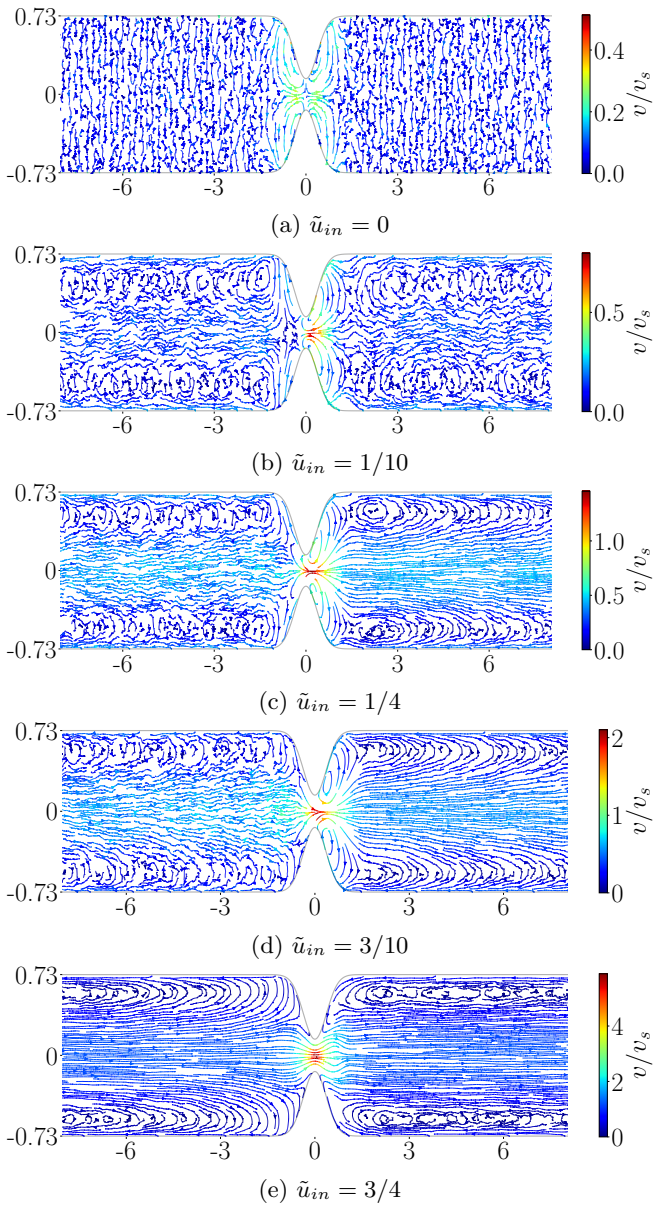 0.73
0
-0.73
-6 -3 0 3 6
0.4
0.2
0.0
v/v_s
(a) ũ_in = 0
0.73
0
-0.73
-6 -3 0 3 6
0.5
0.0
v/v_s
(b) ũ_in = 1/10
0.73
0
-0.73
-6 -3 0 3 6
1.0
0.5
0.0
v/v_s
(c) ũ_in = 1/4
0.73
0
-0.73
-6 -3 0 3 6
2
1
0
v/v_s
(d) ũ_in = 3/10
0.73
0
-0.73
-6 -3 0 3 6
4
2
0
v/v_s
(e) ũ_in = 3/4